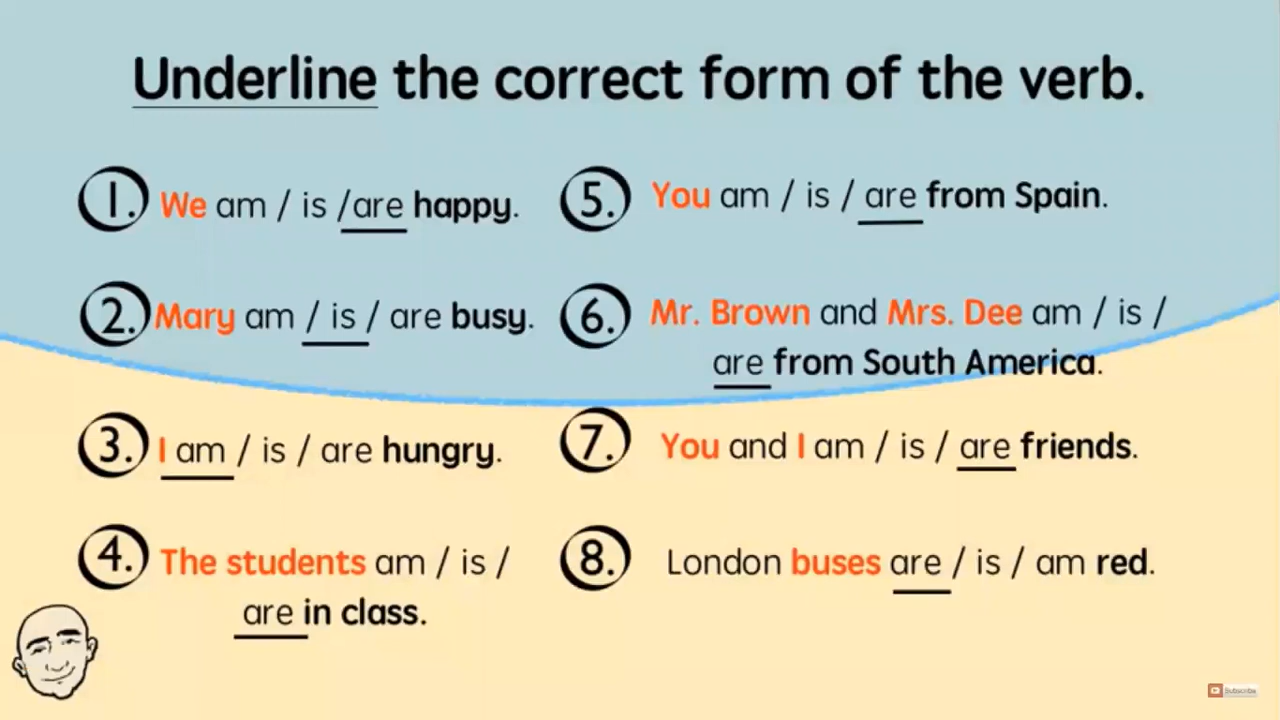 Underline the correct form of the verb.
1. We am / is /are happy.
2. Mary am / is / are busy.
3. I am / is / are hungry.
4. The students am / is /
are in class.
5. You am / is / are from Spain.
6. Mr. Brown and Mrs. Dee am / is /
are from South America.
7. You and I am / is / are friends.
8. London buses are / is / am red.
Subscribe